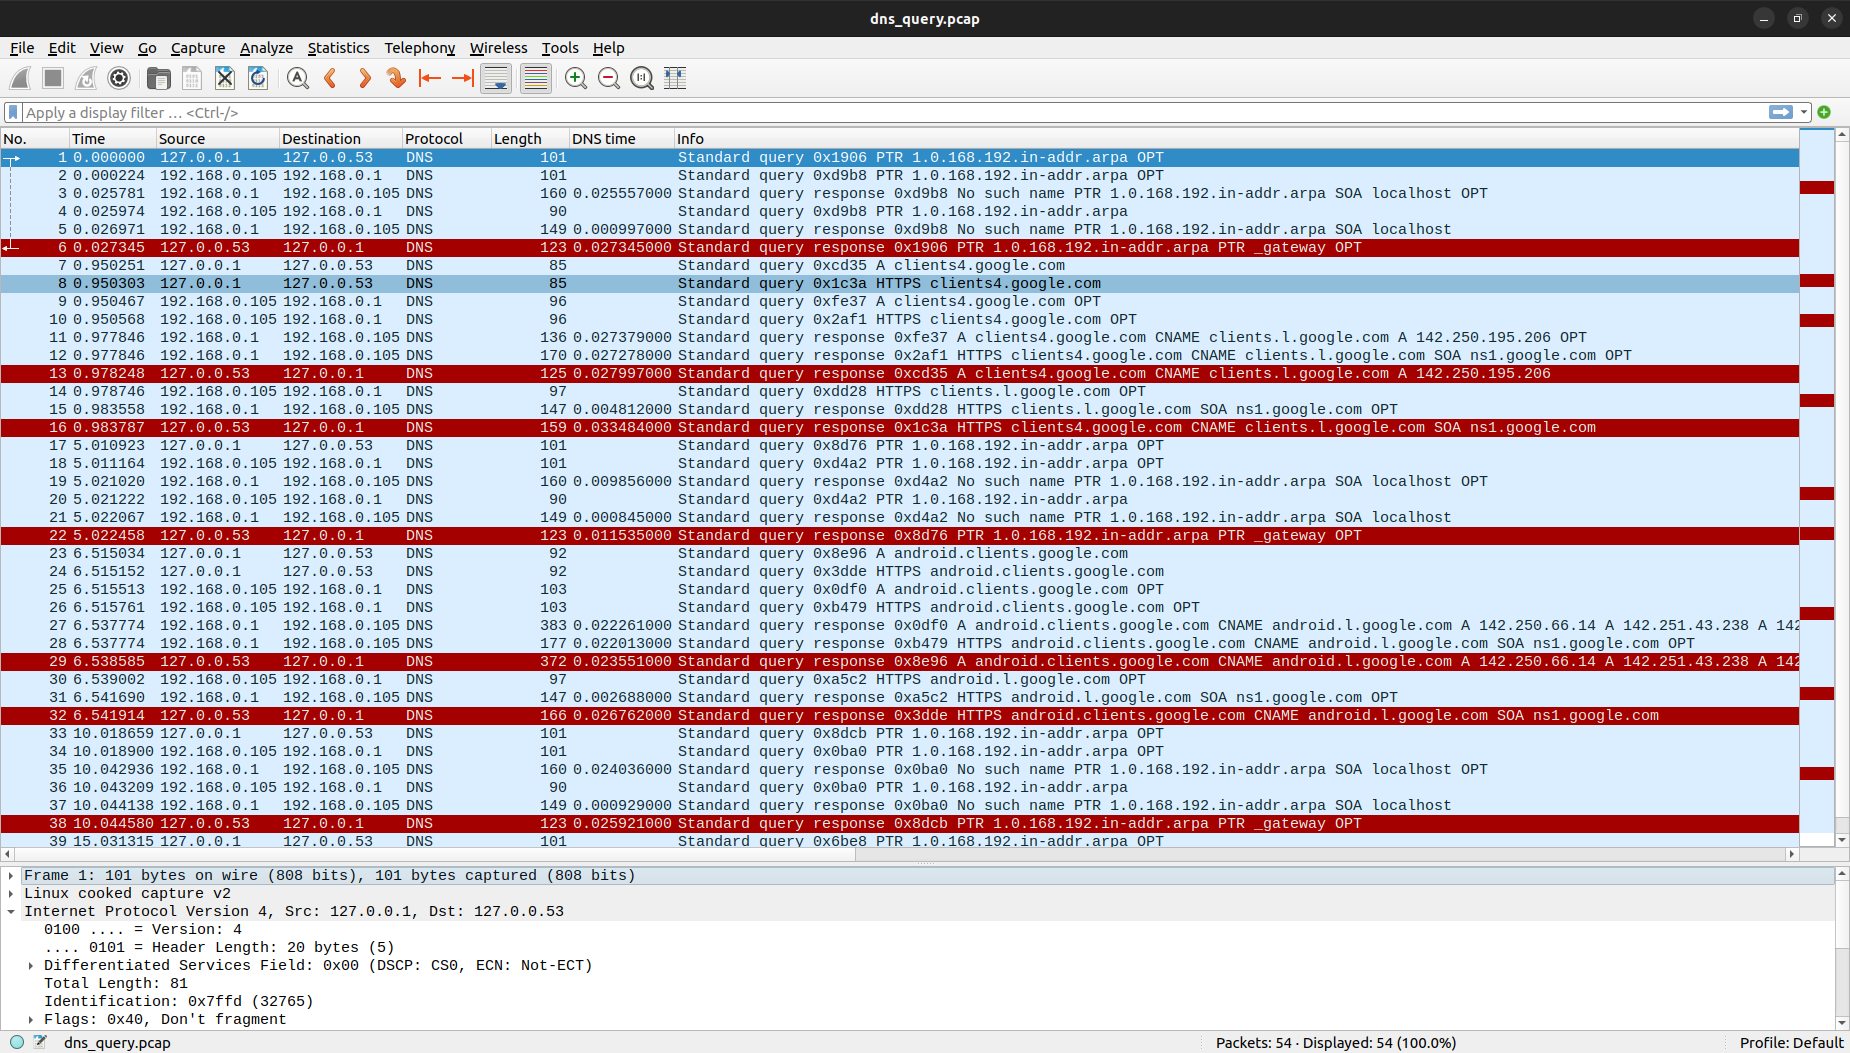 dns_query.pcap
File Edit View Go Capture Analyze Statistics Telephony Wireless Tools Help
Apply a display filter … <Ctrl-/>
No. Time Source Destination Protocol Length DNS time Info
1 0.000000 127.0.0.1 127.0.0.53 DNS 101 Standard query 0x1906 PTR 1.0.168.192.in-addr.arpa OPT
2 0.000224 192.168.0.105 192.168.0.1 DNS 101 Standard query 0xd9b8 PTR 1.0.168.192.in-addr.arpa OPT
3 0.025781 192.168.0.1 192.168.0.105 DNS 160 0.025557000 Standard query response 0xd9b8 No such name PTR 1.0.168.192.in-addr.arpa SOA localhost OPT
4 0.025974 192.168.0.105 192.168.0.1 DNS 90 Standard query 0xd9b8 PTR 1.0.168.192.in-addr.arpa
5 0.026971 192.168.0.1 192.168.0.105 DNS 149 0.000997000 Standard query response 0xd9b8 No such name PTR 1.0.168.192.in-addr.arpa SOA localhost
6 0.027345 127.0.0.53 127.0.0.1 DNS 123 0.027345000 Standard query response 0x1906 PTR 1.0.168.192.in-addr.arpa PTR _gateway OPT
7 0.950251 127.0.0.1 127.0.0.53 DNS 85 Standard query 0xcd35 A clients4.google.com
8 0.950303 127.0.0.1 127.0.0.53 DNS 85 Standard query 0x1c3a HTTPS clients4.google.com
9 0.950467 192.168.0.105 192.168.0.1 DNS 96 Standard query 0xfe37 A clients4.google.com OPT
10 0.950568 192.168.0.105 192.168.0.1 DNS 96 Standard query 0x2af1 HTTPS clients4.google.com OPT
11 0.977846 192.168.0.1 192.168.0.105 DNS 136 0.027379000 Standard query response 0xfe37 A clients4.google.com CNAME clients.l.google.com A 142.250.195.206 OPT
12 0.977846 192.168.0.1 192.168.0.105 DNS 170 0.027278000 Standard query response 0x2af1 HTTPS clients4.google.com CNAME clients.l.google.com SOA ns1.google.com OPT
13 0.978248 127.0.0.53 127.0.0.1 DNS 125 0.027997000 Standard query response 0xcd35 A clients4.google.com CNAME clients.l.google.com A 142.250.195.206
14 0.978746 192.168.0.105 192.168.0.1 DNS 97 Standard query 0xdd28 HTTPS clients.l.google.com OPT
15 0.983558 192.168.0.1 192.168.0.105 DNS 147 0.004812000 Standard query response 0xdd28 HTTPS clients.l.google.com SOA ns1.google.com OPT
16 0.983787 127.0.0.53 127.0.0.1 DNS 159 0.033484000 Standard query response 0x1c3a HTTPS clients4.google.com CNAME clients.l.google.com SOA ns1.google.com
17 5.010923 127.0.0.1 127.0.0.53 DNS 101 Standard query 0x8d76 PTR 1.0.168.192.in-addr.arpa OPT
18 5.011164 192.168.0.105 192.168.0.1 DNS 101 Standard query 0xd4a2 PTR 1.0.168.192.in-addr.arpa OPT
19 5.021020 192.168.0.1 192.168.0.105 DNS 160 0.009856000 Standard query response 0xd4a2 No such name PTR 1.0.168.192.in-addr.arpa SOA localhost OPT
20 5.021222 192.168.0.105 192.168.0.1 DNS 90 Standard query 0xd4a2 PTR 1.0.168.192.in-addr.arpa
21 5.022067 192.168.0.1 192.168.0.105 DNS 149 0.000845000 Standard query response 0xd4a2 No such name PTR 1.0.168.192.in-addr.arpa SOA localhost
22 5.022458 127.0.0.53 127.0.0.1 DNS 123 0.011535000 Standard query response 0x8d76 PTR 1.0.168.192.in-addr.arpa PTR _gateway OPT
23 6.515034 127.0.0.1 127.0.0.53 DNS 92 Standard query 0x8e96 A android.clients.google.com
24 6.515152 127.0.0.1 127.0.0.53 DNS 92 Standard query 0x3dde HTTPS android.clients.google.com
25 6.515513 192.168.0.105 192.168.0.1 DNS 103 Standard query 0x0df0 A android.clients.google.com OPT
26 6.515761 192.168.0.105 192.168.0.1 DNS 103 Standard query 0xb479 HTTPS android.clients.google.com OPT
27 6.537774 192.168.0.1 192.168.0.105 DNS 383 0.022261000 Standard query response 0x0df0 A android.clients.google.com CNAME android.l.google.com A 142.250.66.14 A 142.251.43.238 A 142
28 6.537774 192.168.0.1 192.168.0.105 DNS 177 0.022013000 Standard query response 0xb479 HTTPS android.clients.google.com CNAME android.l.google.com SOA ns1.google.com OPT
29 6.538585 127.0.0.53 127.0.0.1 DNS 372 0.023551000 Standard query response 0x8e96 A android.clients.google.com CNAME android.l.google.com A 142.250.66.14 A 142.251.43.238 A 142
30 6.539002 192.168.0.105 192.168.0.1 DNS 97 Standard query 0xa5c2 HTTPS android.l.google.com OPT
31 6.541690 192.168.0.1 192.168.0.105 DNS 147 0.002688000 Standard query response 0xa5c2 HTTPS android.l.google.com SOA ns1.google.com OPT
32 6.541914 127.0.0.53 127.0.0.1 DNS 166 0.026762000 Standard query response 0x3dde HTTPS android.clients.google.com CNAME android.l.google.com SOA ns1.google.com
33 10.018659 127.0.0.1 127.0.0.53 DNS 101 Standard query 0x8dcb PTR 1.0.168.192.in-addr.arpa OPT
34 10.018900 192.168.0.105 192.168.0.1 DNS 101 Standard query 0x0ba0 PTR 1.0.168.192.in-addr.arpa OPT
35 10.042936 192.168.0.1 192.168.0.105 DNS 160 0.024036000 Standard query response 0x0ba0 No such name PTR 1.0.168.192.in-addr.arpa SOA localhost OPT
36 10.043209 192.168.0.105 192.168.0.1 DNS 90 Standard query 0x0ba0 PTR 1.0.168.192.in-addr.arpa
37 10.044138 192.168.0.1 192.168.0.105 DNS 149 0.000929000 Standard query response 0x0ba0 No such name PTR 1.0.168.192.in-addr.arpa SOA localhost
38 10.044580 127.0.0.53 127.0.0.1 DNS 123 0.025921000 Standard query response 0x8dcb PTR 1.0.168.192.in-addr.arpa PTR _gateway OPT
39 15.031315 127.0.0.1 127.0.0.53 DNS 101 Standard query 0x6be8 PTR 1.0.168.192.in-addr.arpa OPT
Frame 1: 101 bytes on wire (808 bits), 101 bytes captured (808 bits)
Linux cooked capture v2
Internet Protocol Version 4, Src: 127.0.0.1, Dst: 127.0.0.53
0100 .... = Version: 4
.... 0101 = Header Length: 20 bytes (5)
Differentiated Services Field: 0x00 (DSCP: CS0, ECN: Not-ECT)
Total Length: 81
Identification: 0x7ffd (32765)
Flags: 0x40, Don't fragment
dns_query.pcap Packets: 54 · Displayed: 54 (100.0%) Profile: Default